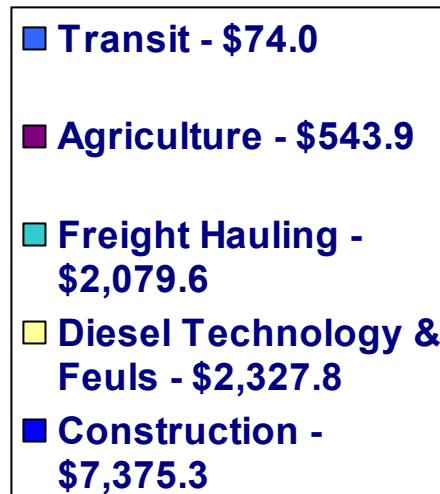 Transit - $74.0
Agriculture - $543.9
Freight Hauling -
$2,079.6
Diesel Technology &
Feuls - $2,327.8
Construction -
$7,375.3